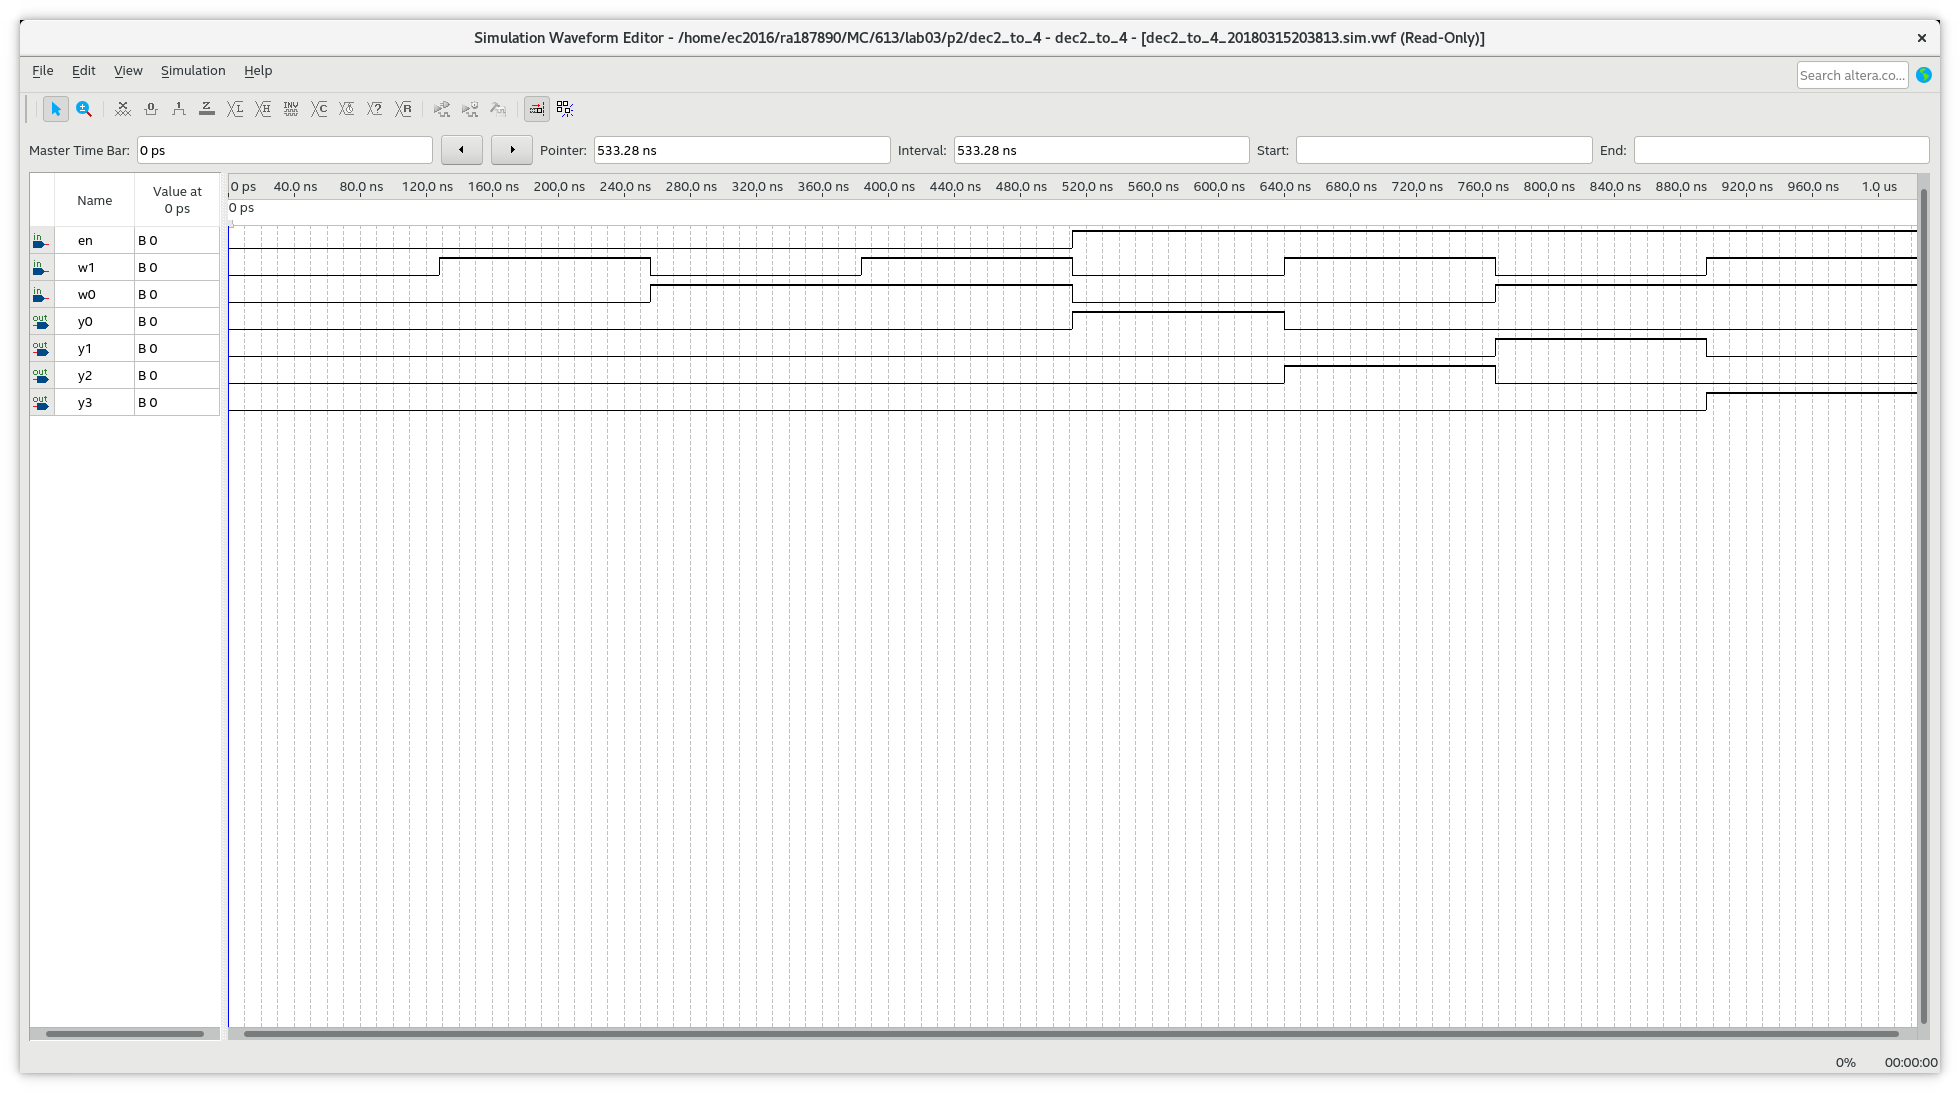 Simulation Waveform Editor - /home/ec2016/ra187890/MC/613/lab03/p2/dec2_to_4 - dec2_to_4 - [dec2_to_4_20180315203813.sim.vwf (Read-Only)]
File Edit View Simulation Help Search altera.co...
Master Time Bar: 0 ps Pointer: 533.28 ns Interval: 533.28 ns Start: End:
Name Value at 0 ps
0 ps 40.0 ns 80.0 ns 120.0 ns 160.0 ns 200.0 ns 240.0 ns 280.0 ns 320.0 ns 360.0 ns 400.0 ns 440.0 ns 480.0 ns 520.0 ns 560.0 ns 600.0 ns 640.0 ns 680.0 ns 720.0 ns 760.0 ns 800.0 ns 840.0 ns 880.0 ns 920.0 ns 960.0 ns 1.0 us
0 ps
in en B 0
in w1 B 0
in w0 B 0
out y0 B 0
out y1 B 0
out y2 B 0
out y3 B 0
0% 00:00:00